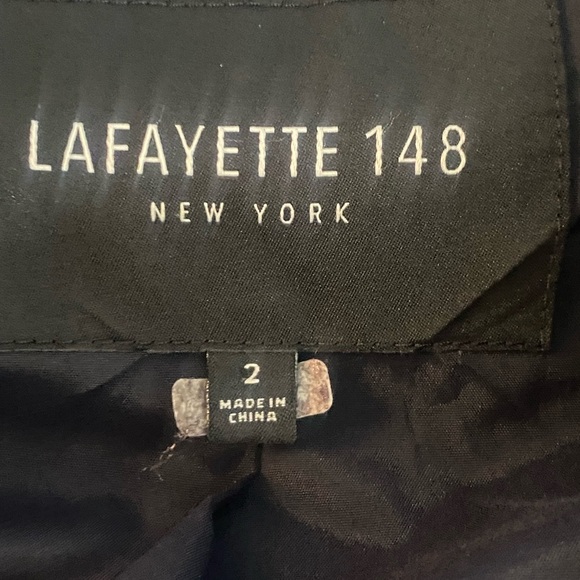 LAFAYETTE 148
NEW YORK
2
MADE IN
CHINA